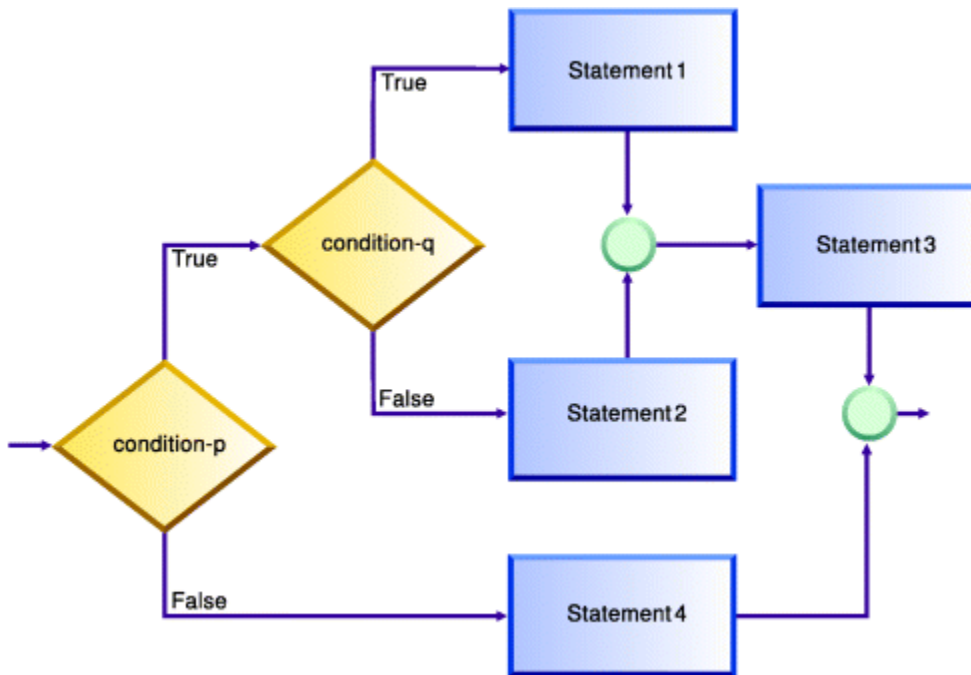 Statement 1
True
condition-q
Statement 3
True
False
Statement 2
condition-p
False
Statement 4